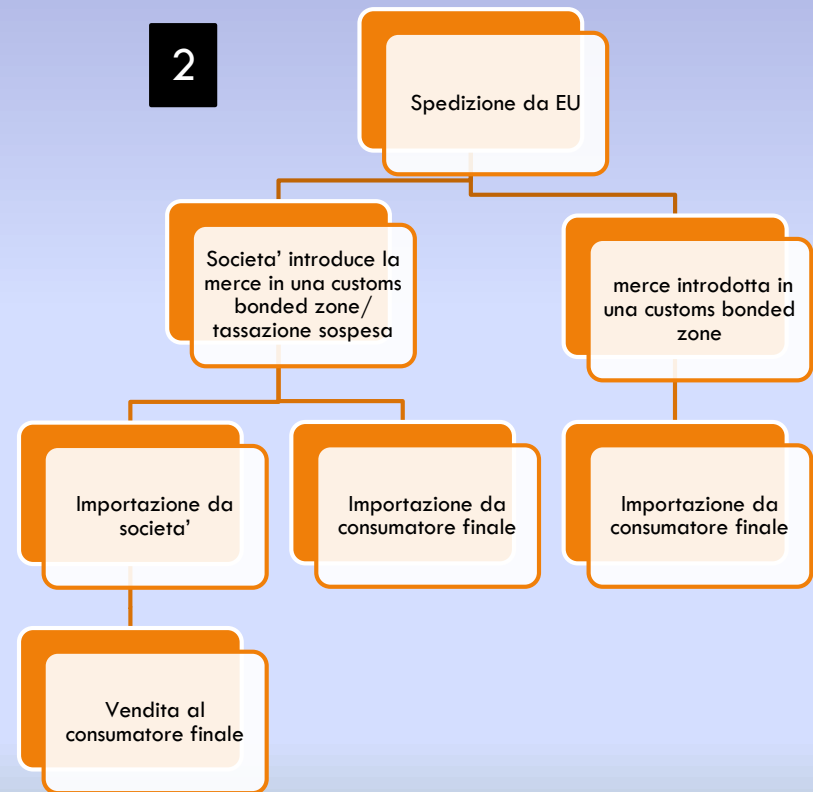 2
Spedizione da EU
Societa' introduce la
merce in una customs
bonded zone/
tassazione sospesa
merce introdotta in
una customs bonded
zone
Importazione da
societa'
Importazione da
consumatore finale
Importazione da
consumatore finale
Vendita al
consumatore finale